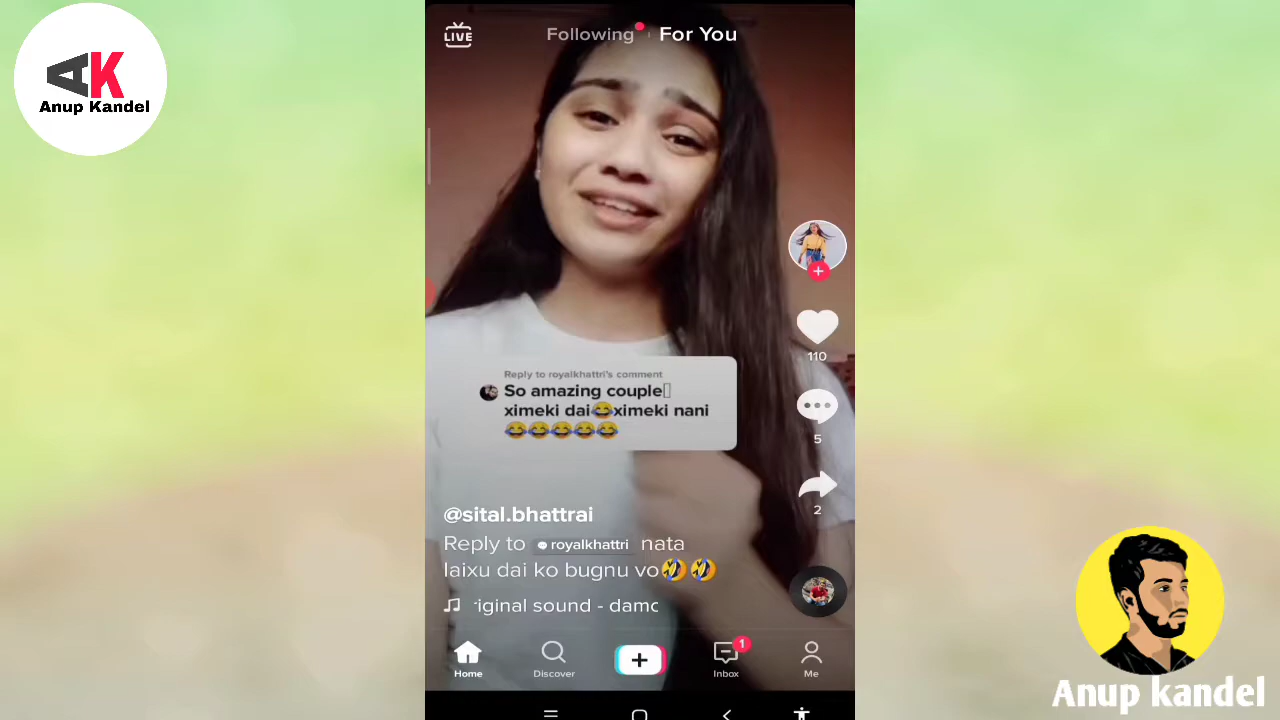 AK
Anup Kandel
LIVE
Following
For You
110
Reply to royalkhattri's comment
So amazing couple
ximeki dai😂ximeki nani
😂😂😂😂😂
5
2
@sital.bhattrai
Reply to royalkhattri nata
laixu dai ko bugnu vo🤣🤣
riginal sound - damc
Home
Discover
Inbox
1
Me
Anup kandel